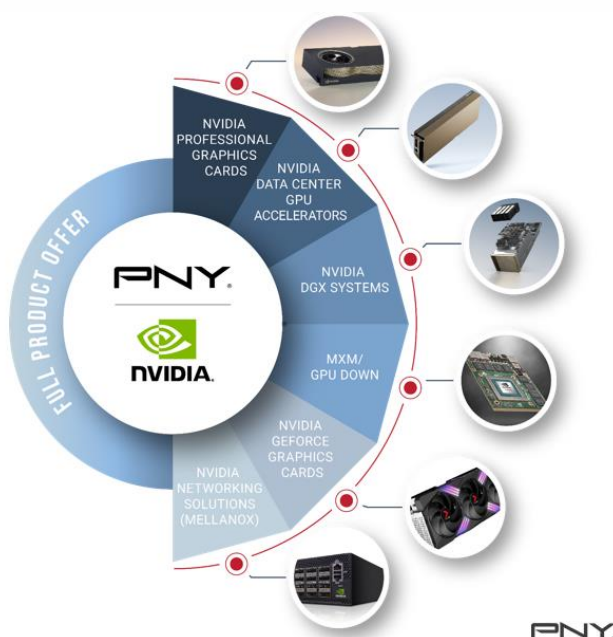 FULL PRODUCT OFFER
PNY®
NVIDIA®
NVIDIA
PROFESSIONAL
GRAPHICS
CARDS
NVIDIA
DATA CENTER
GPU
ACCELERATORS
NVIDIA
DGX SYSTEMS
MXM/
GPU DOWN
NVIDIA
GEFORCE
GRAPHICS
CARDS
NVIDIA
NETWORKING
SOLUTIONS
(MELLANOX)
PNY